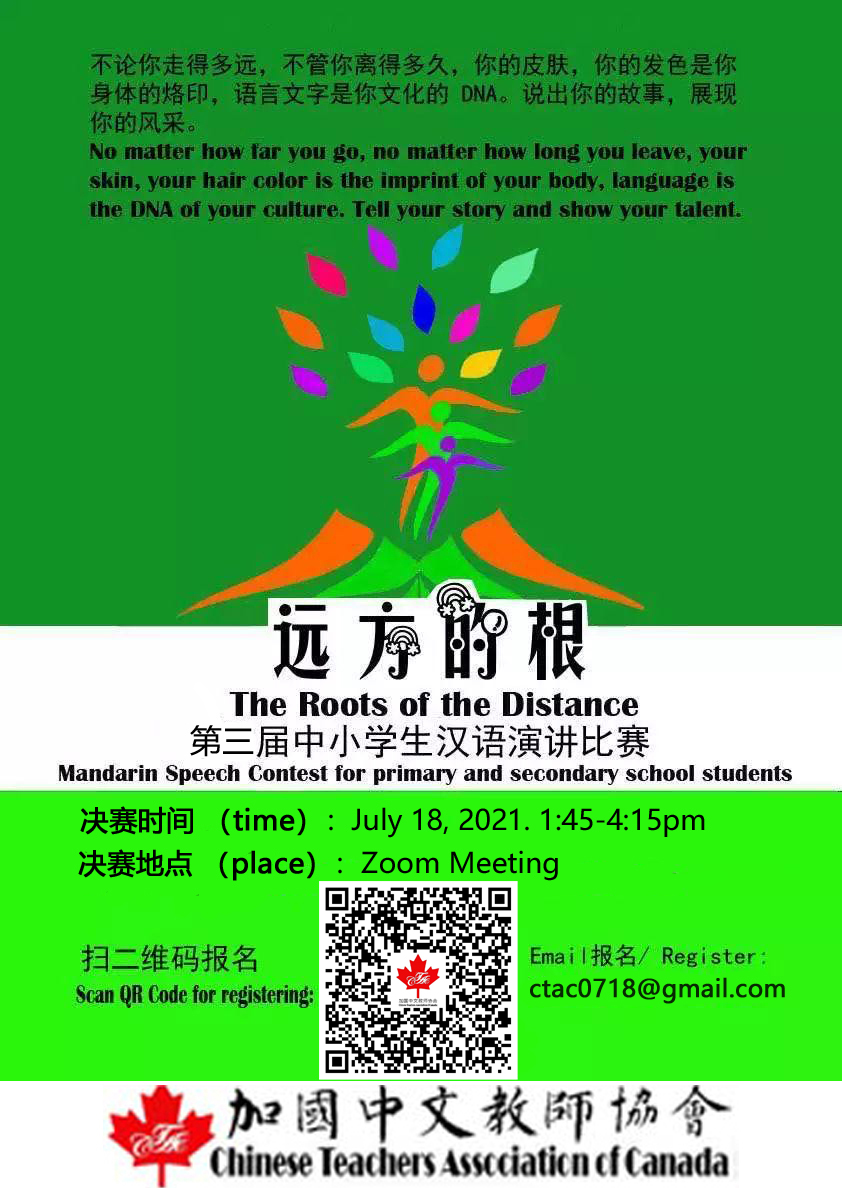 不论你走得多远，不管你离得多久，你的皮肤，你的发色是你
身体的烙印，语言文字是你文化的 DNA。说出你的故事，展现
你的风采。
No matter how far you go, no matter how long you leave, your
skin, your hair color is the imprint of your body, language is
the DNA of your culture. Tell your story and show your talent.
远方的根
The Roots of the Distance
第三届中小学生汉语演讲比赛
Mandarin Speech Contest for primary and secondary school students
决赛时间 （time）: July 18, 2021. 1:45-4:15pm
决赛地点 （place）: Zoom Meeting
扫二维码报名
Scan QR Code for registering:
加國中文教师协会
Email报名/ Register:
ctac0718@gmail.com
加國中文教師協會
Chinese Teachers Association of Canada